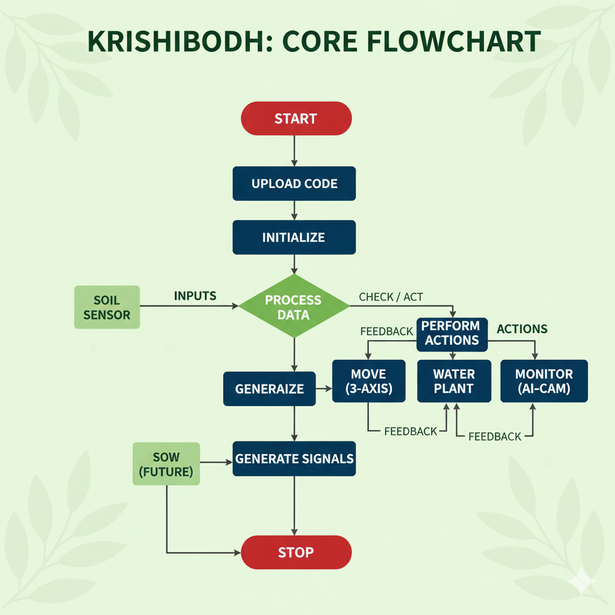 KRISHIBODH: CORE FLOWCHART
START
UPLOAD CODE
INITIALIZE
SOIL
SENSOR
INPUTS
PROCESS
DATA
CHECK / ACT
PERFORM
ACTIONS
FEEDBACK
ACTIONS
GENERAIZE
MOVE
(3-AXIS)
WATER
PLANT
MONITOR
(AI-CAM)
FEEDBACK
FEEDBACK
SOW
(FUTURE)
GENERATE SIGNALS
STOP